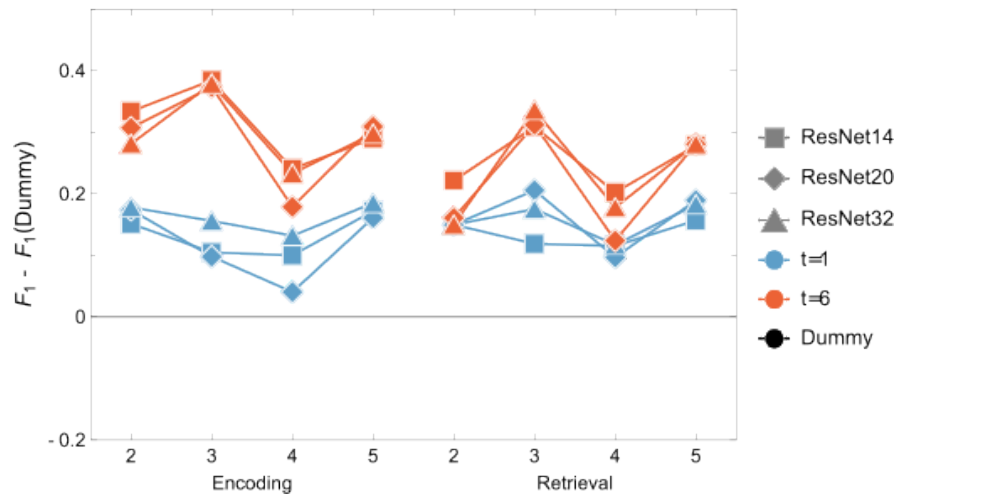 0.4
0.2
0
- 0.2
F1 - F1(Dummy)
2 3 4 5 2 3 4 5
Encoding Retrieval
ResNet14
ResNet20
ResNet32
t=1
t=6
Dummy